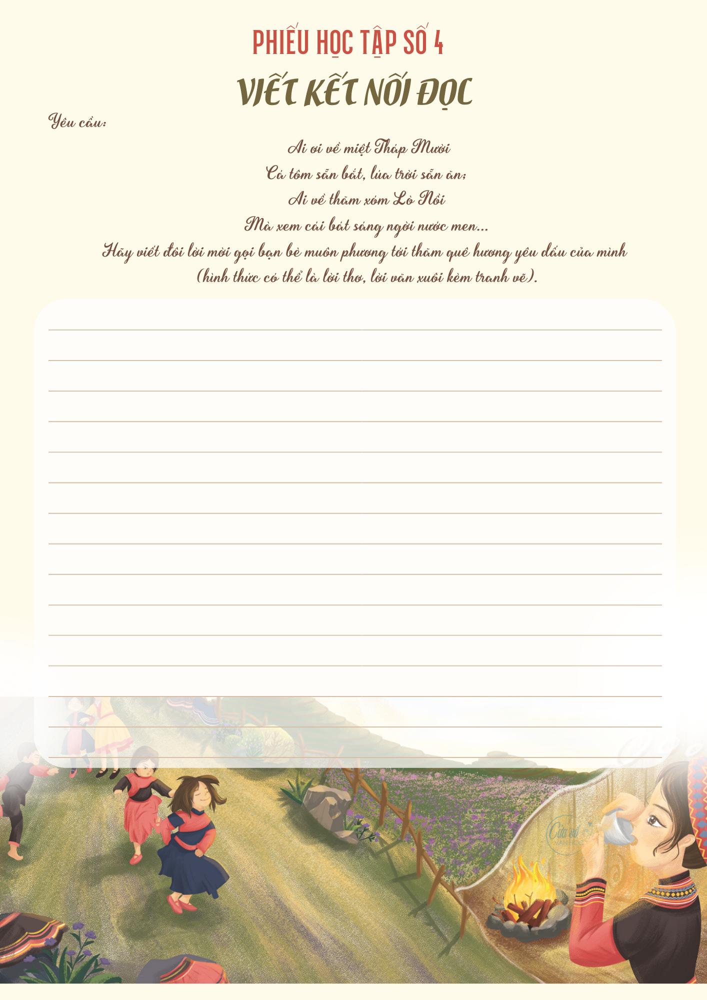 PHIẾU HỌC TẬP SỐ 4
VIẾT KẾT NỐI ĐỌC
Yêu cầu:
Ai ơi về miệt Tháp Mười
Cá tôm sẵn bắt, lúa trời sẵn ăn;
Ai về thăm xóm Lò Nồi
Mà xem cái bát sáng ngời nước men...
Hãy viết đôi lời mời gọi bạn bè muôn phương tới thăm quê hương yêu dấu của mình
(hình thức có thể là lời thơ, lời văn xuôi kèm tranh vẽ).
Cửa sổ
VĂN HỌC